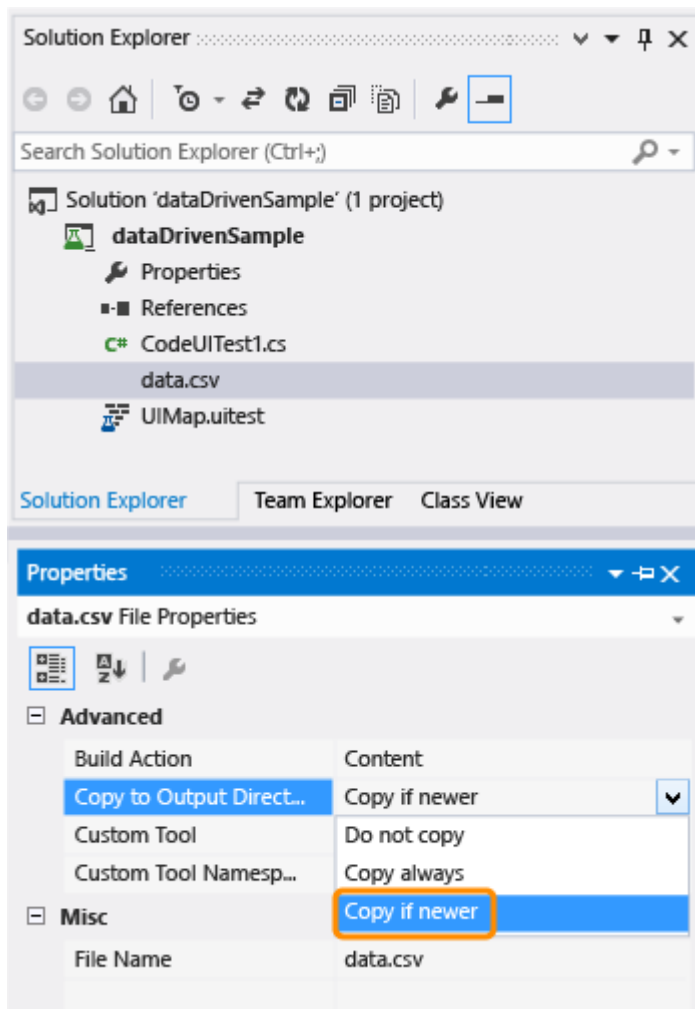 Solution Explorer
Search Solution Explorer (Ctrl+;)
Solution 'dataDrivenSample' (1 project)
dataDrivenSample
Properties
References
C# CodeUITest1.cs
data.csv
UIMap.uitest
Solution Explorer Team Explorer Class View
Properties
data.csv File Properties
Advanced
Build Action Content
Copy to Output Direct... Copy if newer
Custom Tool Do not copy
Custom Tool Namesp... Copy always
Misc Copy if newer
File Name data.csv